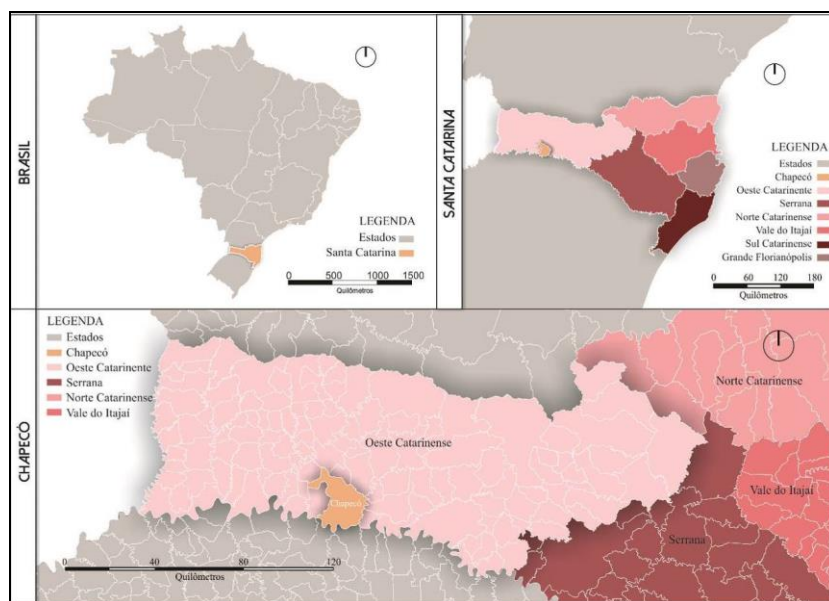 BRASIL
LEGENDA
Estados
Santa Catarina
0 500 1000 1500
Quilômetros
SANTA CATARINA
LEGENDA
Estados
Chapecó
Oeste Catarinente
Serrana
Norte Catarinense
Vale do Itajaí
Sul Catarinense
Grande Florianópolis
0 60 120 180
Quilômetros
CHAPECÓ
LEGENDA
Estados
Chapecó
Oeste Catarinente
Serrana
Norte Catarinense
Vale do Itajaí
Norte Catarinense
Oeste Catarinense
Vale do Itajaí
Chapecó
Serrana
0 40 80 120
Quilômetros